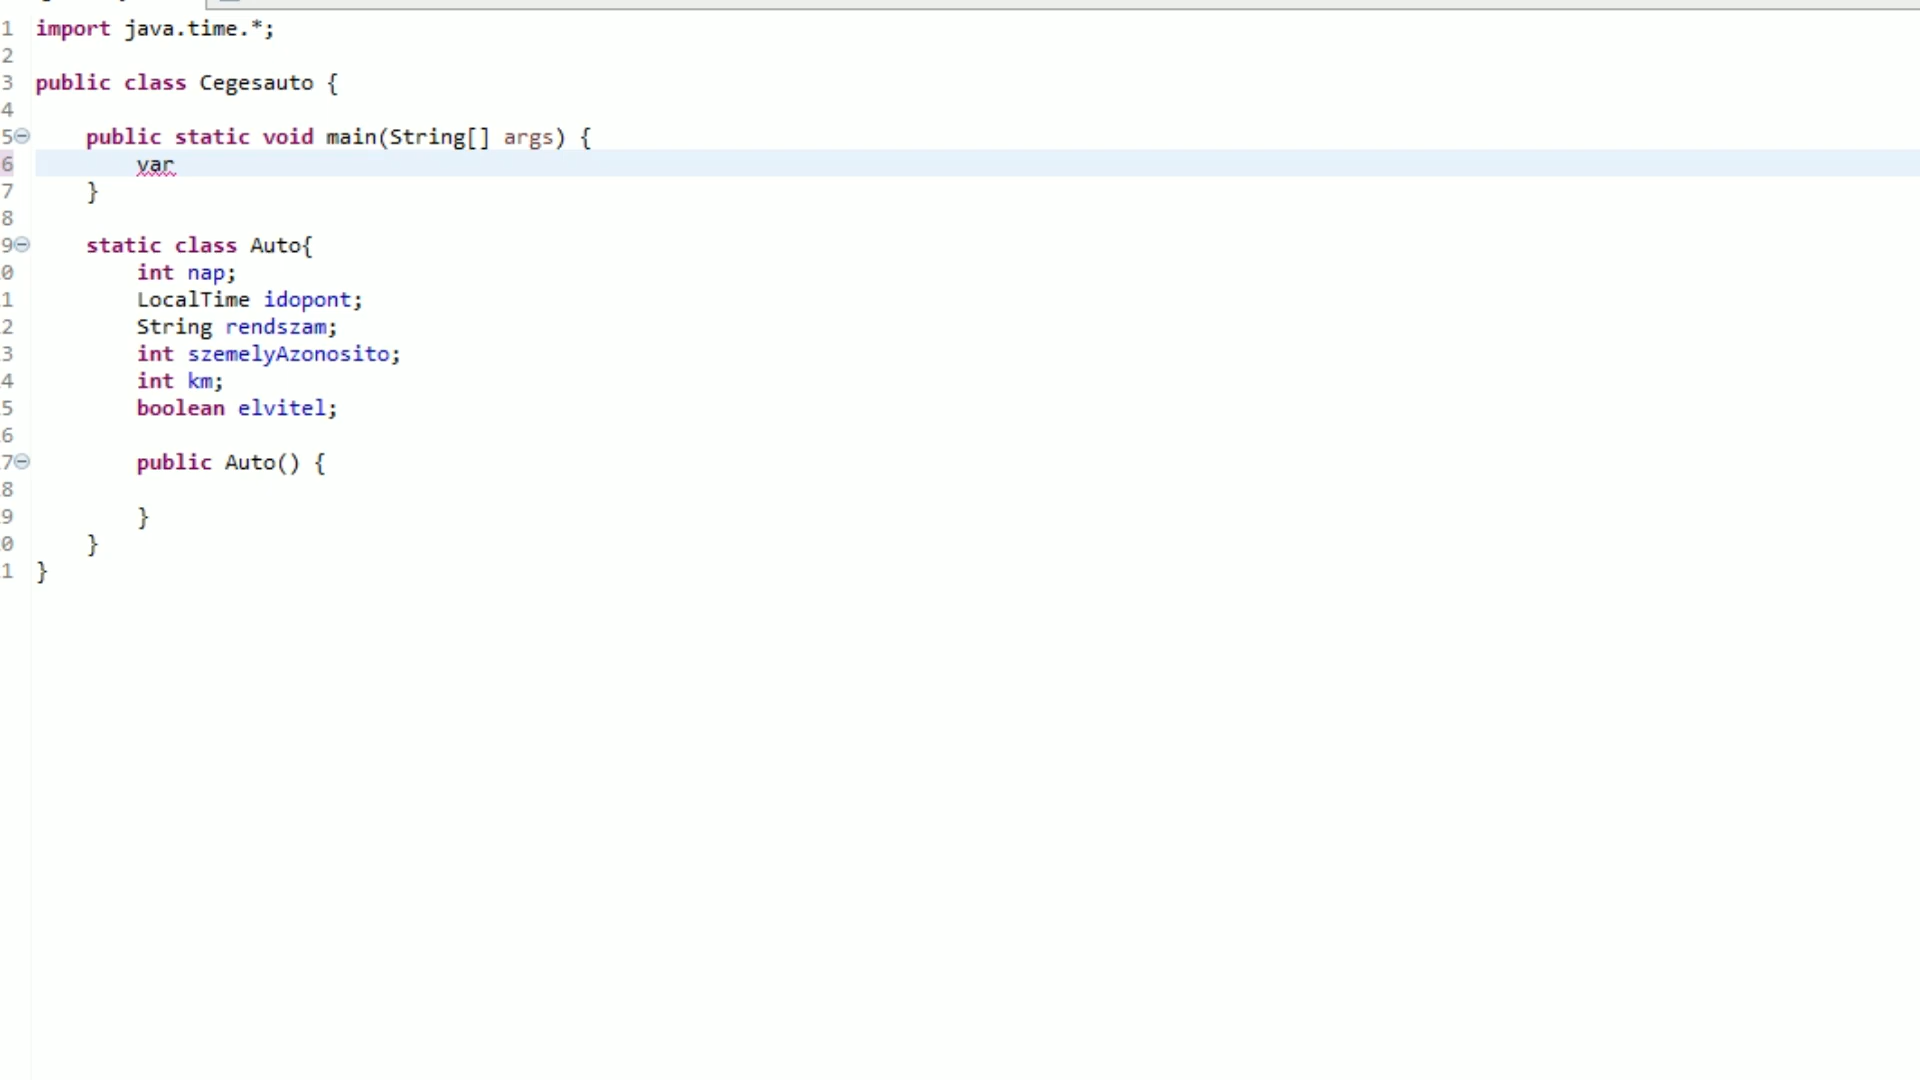 1 import java.time.*;
2
3 public class Cegesauto {
4
5 public static void main(String[] args) {
6 var
7 }
8
9 static class Auto{
0 int nap;
1 LocalTime idopont;
2 String rendszam;
3 int szemelyAzonosito;
4 int km;
5 boolean elvitel;
6
7 public Auto() {
8
9 }
0 }
1 }